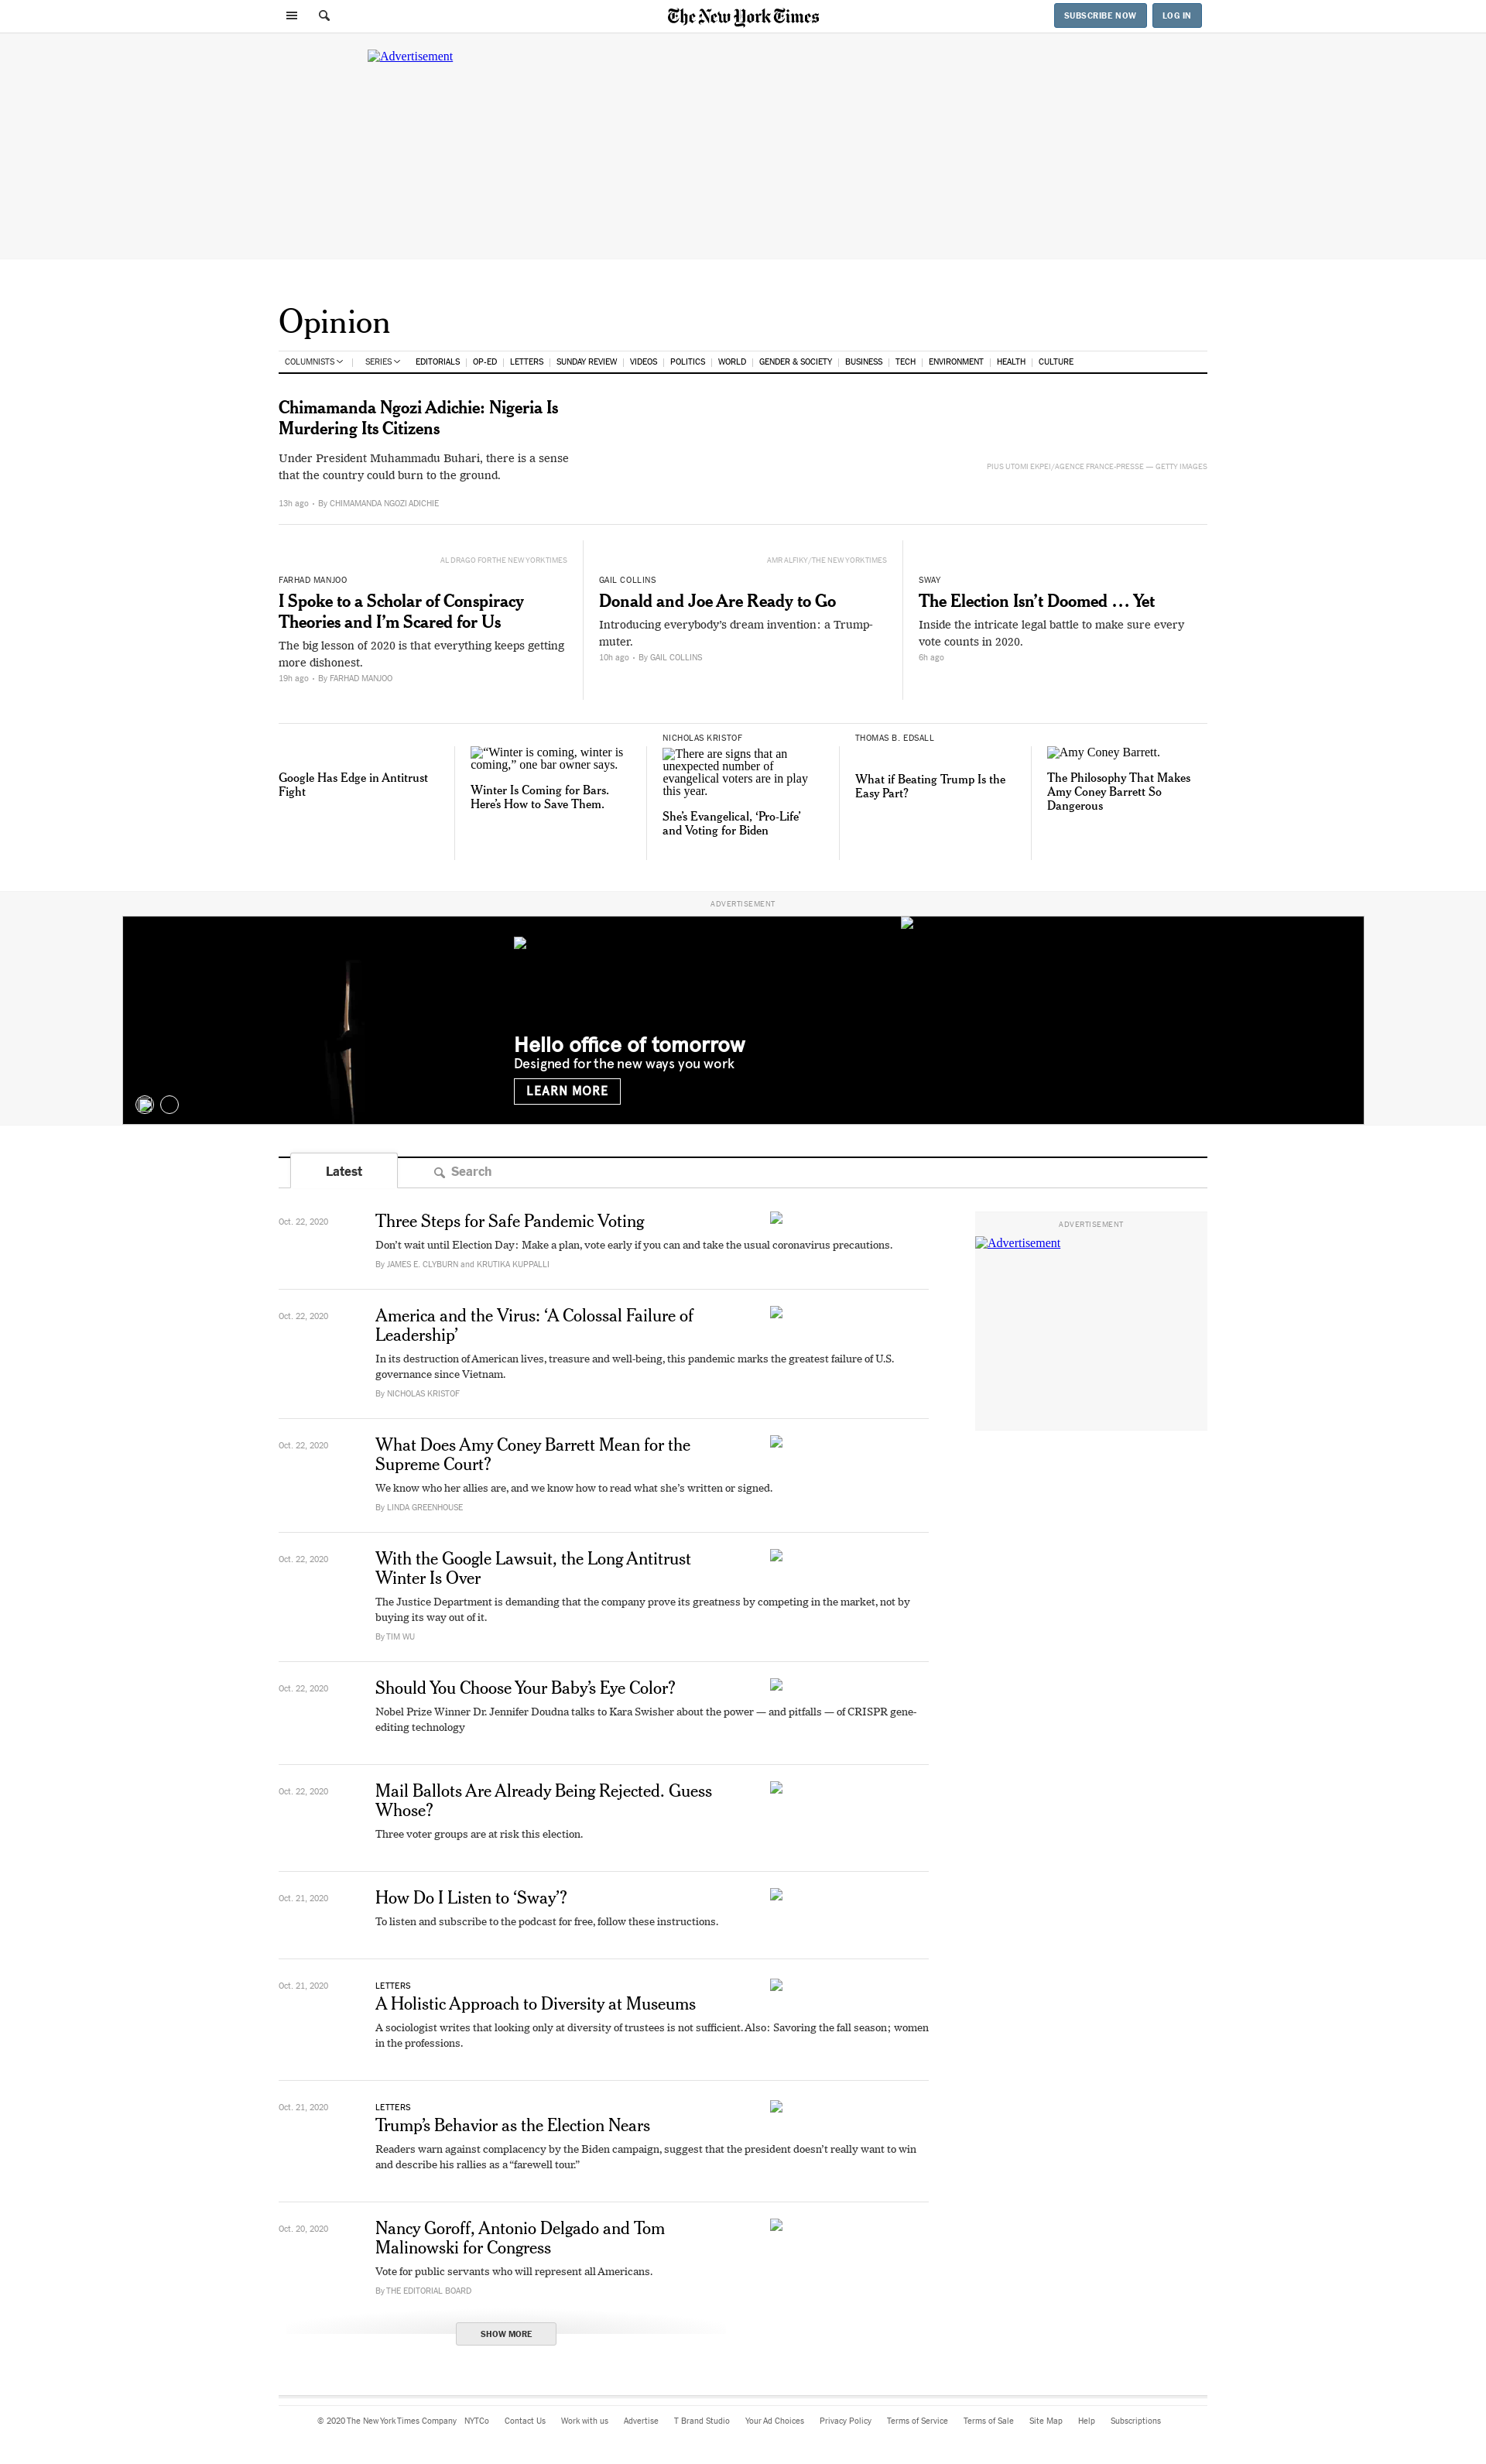 The New York Times
SUBSCRIBE NOW
LOG IN
Advertisement
Opinion
COLUMNISTS
SERIES
EDITORIALS
OP-ED
LETTERS
SUNDAY REVIEW
VIDEOS
POLITICS
WORLD
GENDER & SOCIETY
BUSINESS
TECH
ENVIRONMENT
HEALTH
CULTURE
Chimamanda Ngozi Adichie: Nigeria Is
Murdering Its Citizens
Under President Muhammadu Buhari, there is a sense
that the country could burn to the ground.
13h ago • By CHIMAMANDA NGOZI ADICHIE
PIUS UTOMI EKPEI/AGENCE FRANCE-PRESSE — GETTY IMAGES
AL DRAGO FOR THE NEW YORK TIMES
FARHAD MANJOO
I Spoke to a Scholar of Conspiracy
Theories and I’m Scared for Us
The big lesson of 2020 is that everything keeps getting
more dishonest.
19h ago • By FARHAD MANJOO
AMR ALFIKY/THE NEW YORK TIMES
GAIL COLLINS
Donald and Joe Are Ready to Go
Introducing everybody’s dream invention: a Trump-
muter.
10h ago • By GAIL COLLINS
SWAY
The Election Isn’t Doomed … Yet
Inside the intricate legal battle to make sure every
vote counts in 2020.
6h ago
Google Has Edge in Antitrust
Fight
“Winter is coming, winter is
coming,” one bar owner says.
Winter Is Coming for Bars.
Here’s How to Save Them.
NICHOLAS KRISTOF
There are signs that an
unexpected number of
evangelical voters are in play
this year.
She’s Evangelical, ‘Pro-Life’
and Voting for Biden
THOMAS B. EDSALL
What if Beating Trump Is the
Easy Part?
Amy Coney Barrett.
The Philosophy That Makes
Amy Coney Barrett So
Dangerous
ADVERTISEMENT
Hello office of tomorrow
Designed for the new ways you work
LEARN MORE
Latest
Search
Oct. 22, 2020
Three Steps for Safe Pandemic Voting
Don’t wait until Election Day: Make a plan, vote early if you can and take the usual coronavirus precautions.
By JAMES E. CLYBURN and KRUTIKA KUPPALLI
ADVERTISEMENT
Advertisement
Oct. 22, 2020
America and the Virus: ‘A Colossal Failure of
Leadership’
In its destruction of American lives, treasure and well-being, this pandemic marks the greatest failure of U.S.
governance since Vietnam.
By NICHOLAS KRISTOF
Oct. 22, 2020
What Does Amy Coney Barrett Mean for the
Supreme Court?
We know who her allies are, and we know how to read what she’s written or signed.
By LINDA GREENHOUSE
Oct. 22, 2020
With the Google Lawsuit, the Long Antitrust
Winter Is Over
The Justice Department is demanding that the company prove its greatness by competing in the market, not by
buying its way out of it.
By TIM WU
Oct. 22, 2020
Should You Choose Your Baby’s Eye Color?
Nobel Prize Winner Dr. Jennifer Doudna talks to Kara Swisher about the power — and pitfalls — of CRISPR gene-
editing technology
Oct. 22, 2020
Mail Ballots Are Already Being Rejected. Guess
Whose?
Three voter groups are at risk this election.
Oct. 21, 2020
How Do I Listen to ‘Sway’?
To listen and subscribe to the podcast for free, follow these instructions.
Oct. 21, 2020
LETTERS
A Holistic Approach to Diversity at Museums
A sociologist writes that looking only at diversity of trustees is not sufficient. Also: Savoring the fall season; women
in the professions.
Oct. 21, 2020
LETTERS
Trump’s Behavior as the Election Nears
Readers warn against complacency by the Biden campaign, suggest that the president doesn’t really want to win
and describe his rallies as a “farewell tour.”
Oct. 20, 2020
Nancy Goroff, Antonio Delgado and Tom
Malinowski for Congress
Vote for public servants who will represent all Americans.
By THE EDITORIAL BOARD
SHOW MORE
© 2020 The New York Times Company
NYTCo
Contact Us
Work with us
Advertise
T Brand Studio
Your Ad Choices
Privacy Policy
Terms of Service
Terms of Sale
Site Map
Help
Subscriptions